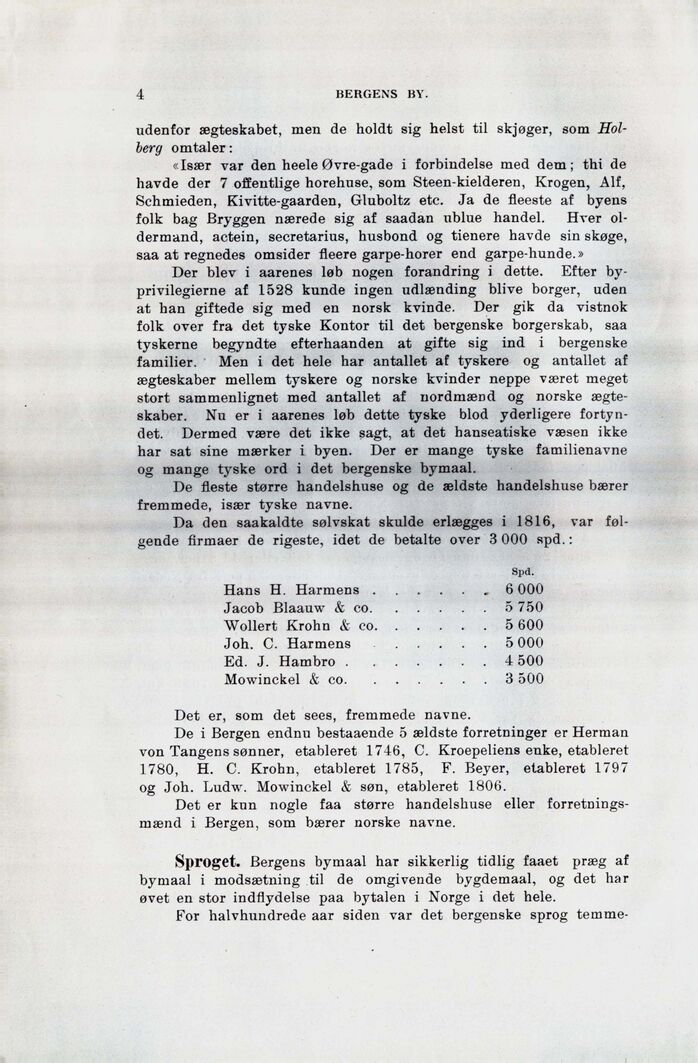 4 BERGENS BY.
udenfor ægteskabet, men de holdt sig helst til skjøger, som Hol-
berg omtaler:
«Især var den heele Øvre-gade i forbindelse med dem; thi de
havde der 7 offentlige horehuse, som Steen-kielderen, Krogen, Alf,
Schmieden, Kivitte-gaarden, Gluboltz etc. Ja de fleeste af byens
folk bag Bryggen nærede sig af saadan ublue handel. Hver ol-
dermand, actein, secretarius, husbond og tienere havde sin skøge,
saa at regnedes omsider fleere garpe-horer end garpe-hunde.»
Der blev i aarenes løb nogen forandring i dette. Efter by-
privilegierne af 1528 kunde ingen udlænding blive borger, uden
at han giftede sig med en norsk kvinde. Der gik da vistnok
folk over fra det tyske Kontor til det bergenske borgerskab, saa
tyskerne begyndte efterhaanden at gifte sig ind i bergenske
familier. Men i det hele har antallet af tyskere og antallet af
ægteskaber mellem tyskere og norske kvinder neppe været meget
stort sammenlignet med antallet af nordmænd og norske ægte-
skaber. Nu er i aarenes løb dette tyske blod yderligere fortyn-
det. Dermed være det ikke sagt, at det hanseatiske væsen ikke
har sat sine mærker i byen. Der er mange tyske familienavne
og mange tyske ord i det bergenske bymaal.
De fleste større handelshuse og de ældste handelshuse bærer
fremmede, især tyske navne.
Da den saakaldte sølvskat skulde erlægges i 1816, var føl-
gende firmaer de rigeste, idet de betalte over 3 000 spd.:
Spd.
Hans H. Harmens . . . . . . 6 000
Jacob Blaauw & co. . . . . . 5 750
Wollert Krohn & co. . . . . . 5 600
Joh. C. Harmens . . . . . . 5 000
Ed. J. Hambro . . . . . . . 4 500
Mowinckel & co. . . . . . . 3 500
Det er, som det sees, fremmede navne.
De i Bergen endnu bestaaende 5 ældste forretninger er Herman
von Tangens sønner, etableret 1746, C. Kroepeliens enke, etableret
1780, H. C. Krohn, etableret 1785, F. Beyer, etableret 1797
og Joh. Ludw. Mowinckel & søn, etableret 1806.
Det er kun nogle faa større handelshuse eller forretnings-
mænd i Bergen, som bærer norske navne.
Sproget. Bergens bymaal har sikkerlig tidlig faaet præg af
bymaal i modsætning til de omgivende bygdemaal, og det har
øvet en stor indflydelse paa bytalen i Norge i det hele.
For halvhundrede aar siden var det bergenske sprog temme-